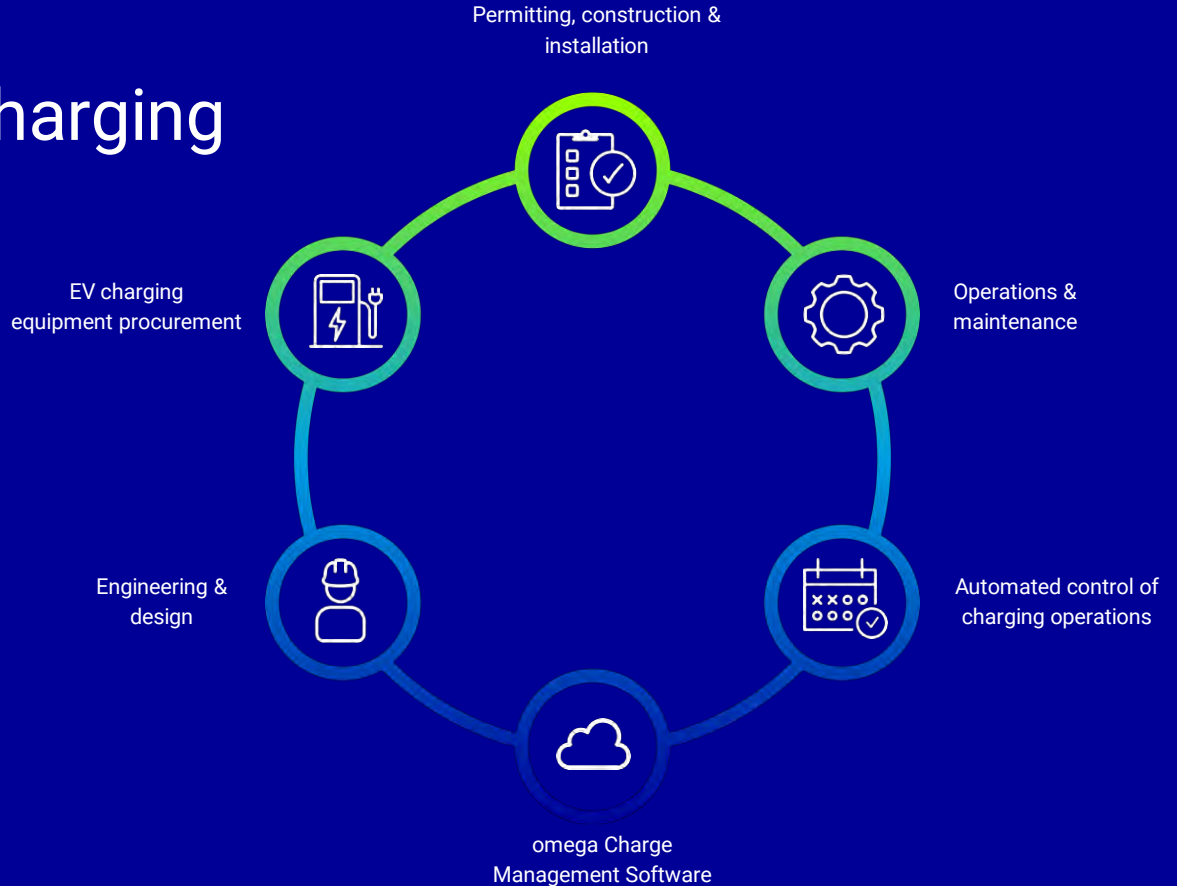 Permitting, construction &
installation
harging
EV charging
equipment procurement
Operations &
maintenance
Engineering &
design
Automated control of
charging operations
omega Charge
Management Software